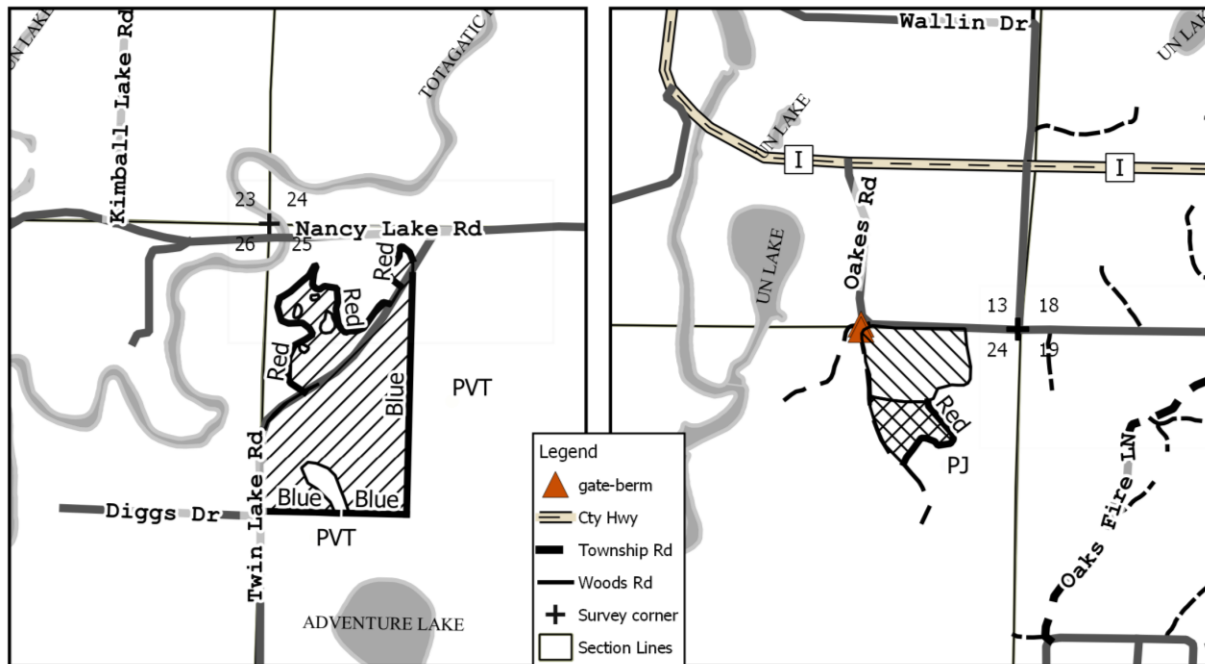 UN LAKE
Kimball Lake Rd
TOTAGATIC
23 24
Nancy Lake Rd
26 25
Red
Red
Red
Blue
PVT
Blue Blue
Diggs Dr
Twin Lake Rd
PVT
ADVENTURE LAKE
Legend
gate-berm
Cty Hwy
Township Rd
Woods Rd
Survey corner
Section Lines
Wallin Dr
UN LAKE
UN LAKE
I
I
Oakes Rd
UN LAKE
13 18
24 19
Red
PJ
Oaks Fire LN